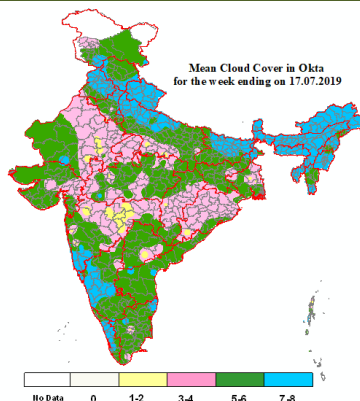 Mean Cloud Cover in Okta
for the week ending on 17.07.2019
No Data 0 1-2 3-4 5-6 7-8